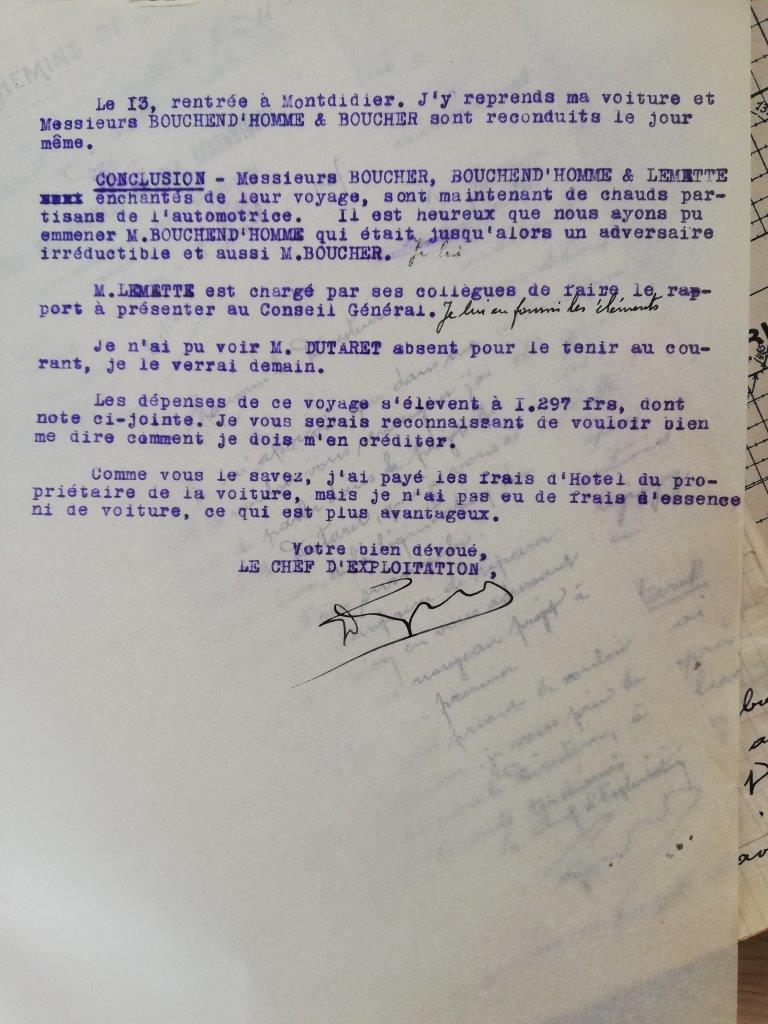 Le I3, rentrée à Montdidier. J'y reprends ma voiture et
Messieurs BOUCHEND'HOMME & BOUCHER sont reconduits le jour
même.
CONCLUSION - Messieurs BOUCHER, BOUCHEND'HOMME & LEMETTE
enchantés de leur voyage, sont maintenant de chauds par-
tisans de l'automotrice. Il est heureux que nous ayons pu
emmener M.BOUCHEND'HOMME qui était jusqu'alors un adversaire
irréductible et aussi M.BOUCHER. Je lui
M.LEMETTE est chargé par ses collègues de faire le rap-
port à présenter au Conseil Général. Je lui en fourni les éléments
Je n'ai pu voir M. DUTARET absent pour le tenir au cou-
rant, je le verrai demain.
Les dépenses de ce voyage s'élèvent à I.297 frs, dont
note ci-jointe. Je vous serais reconnaissant de vouloir bien
me dire comment je dois m'en créditer.
Comme vous le savez, j'ai payé les frais d'Hotel du pro-
priétaire de la voiture, mais je n'ai pas eu de frais d'essence
ni de voiture, ce qui est plus avantageux.
Votre bien dévoué,
LE CHEF D'EXPLOITATION,